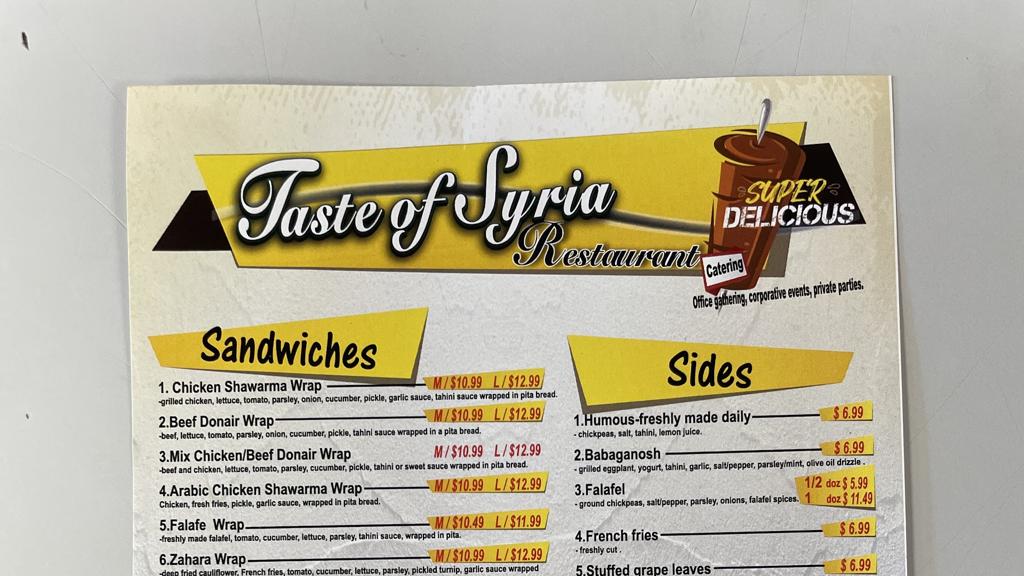 Taste of Syria
Restaurant
SUPER
DELICIOUS
Catering
Office gathering, corporative events, private parties.
Sandwiches
1. Chicken Shawarma Wrap M/$10.99 L/$12.99
-grilled chicken, lettuce, tomato, parsley, onion, cucumber, pickle, garlic sauce, tahini sauce wrapped in pita bread.
2.Beef Donair Wrap M/$10.99 L/$12.99
-beef, lettuce, tomato, parsley, onion, cucumber, pickle, tahini sauce wrapped in a pita bread.
3.Mix Chicken/Beef Donair Wrap M/$10.99 L/$12.99
-beef and chicken, lettuce, tomato, parsley, cucumber, pickle, tahini or sweet sauce wrapped in pita bread.
4.Arabic Chicken Shawarma Wrap M/$10.99 L/$12.99
Chicken, fresh fries, pickle, garlic sauce, wrapped in pita bread.
5.Falafe Wrap M/$10.49 L/$11.99
-freshly made falafel, tomato, cucumber, lettuce, parsley, tahini sauce, wrapped in pita.
6.Zahara Wrap M/$10.99 L/$12.99
-deep fried cauliflower, French fries, tomato, cucumber, lettuce, parsley, pickled turnip, garlic sauce wrapped
Sides
1.Humous-freshly made daily $ 6.99
- chickpeas, salt, tahini, lemon juice.
2.Babaganosh $ 6.99
- grilled eggplant, yogurt, tahini, garlic, salt/pepper, parsley/mint, olive oil drizzle .
3.Falafel 1/2 doz $ 5.99
- ground chickpeas, salt/pepper, parsley, onions, falafel spices. 1 doz $ 11.49
4.French fries $ 6.99
- freshly cut .
5.Stuffed grape leaves $ 6.99